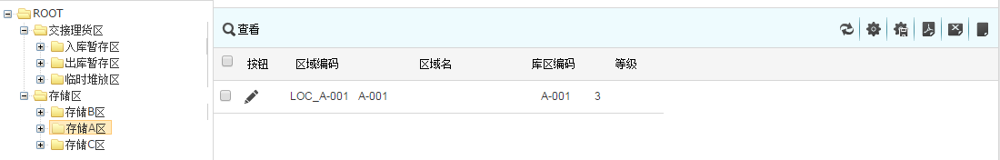 ROOT
交接理货区
入库暂存区
出库暂存区
临时堆放区
存储区
存储B区
存储A区
存储C区
查看
按钮 区域编码 区域名 库区编码 等级
LOC_A-001 A-001 A-001 3